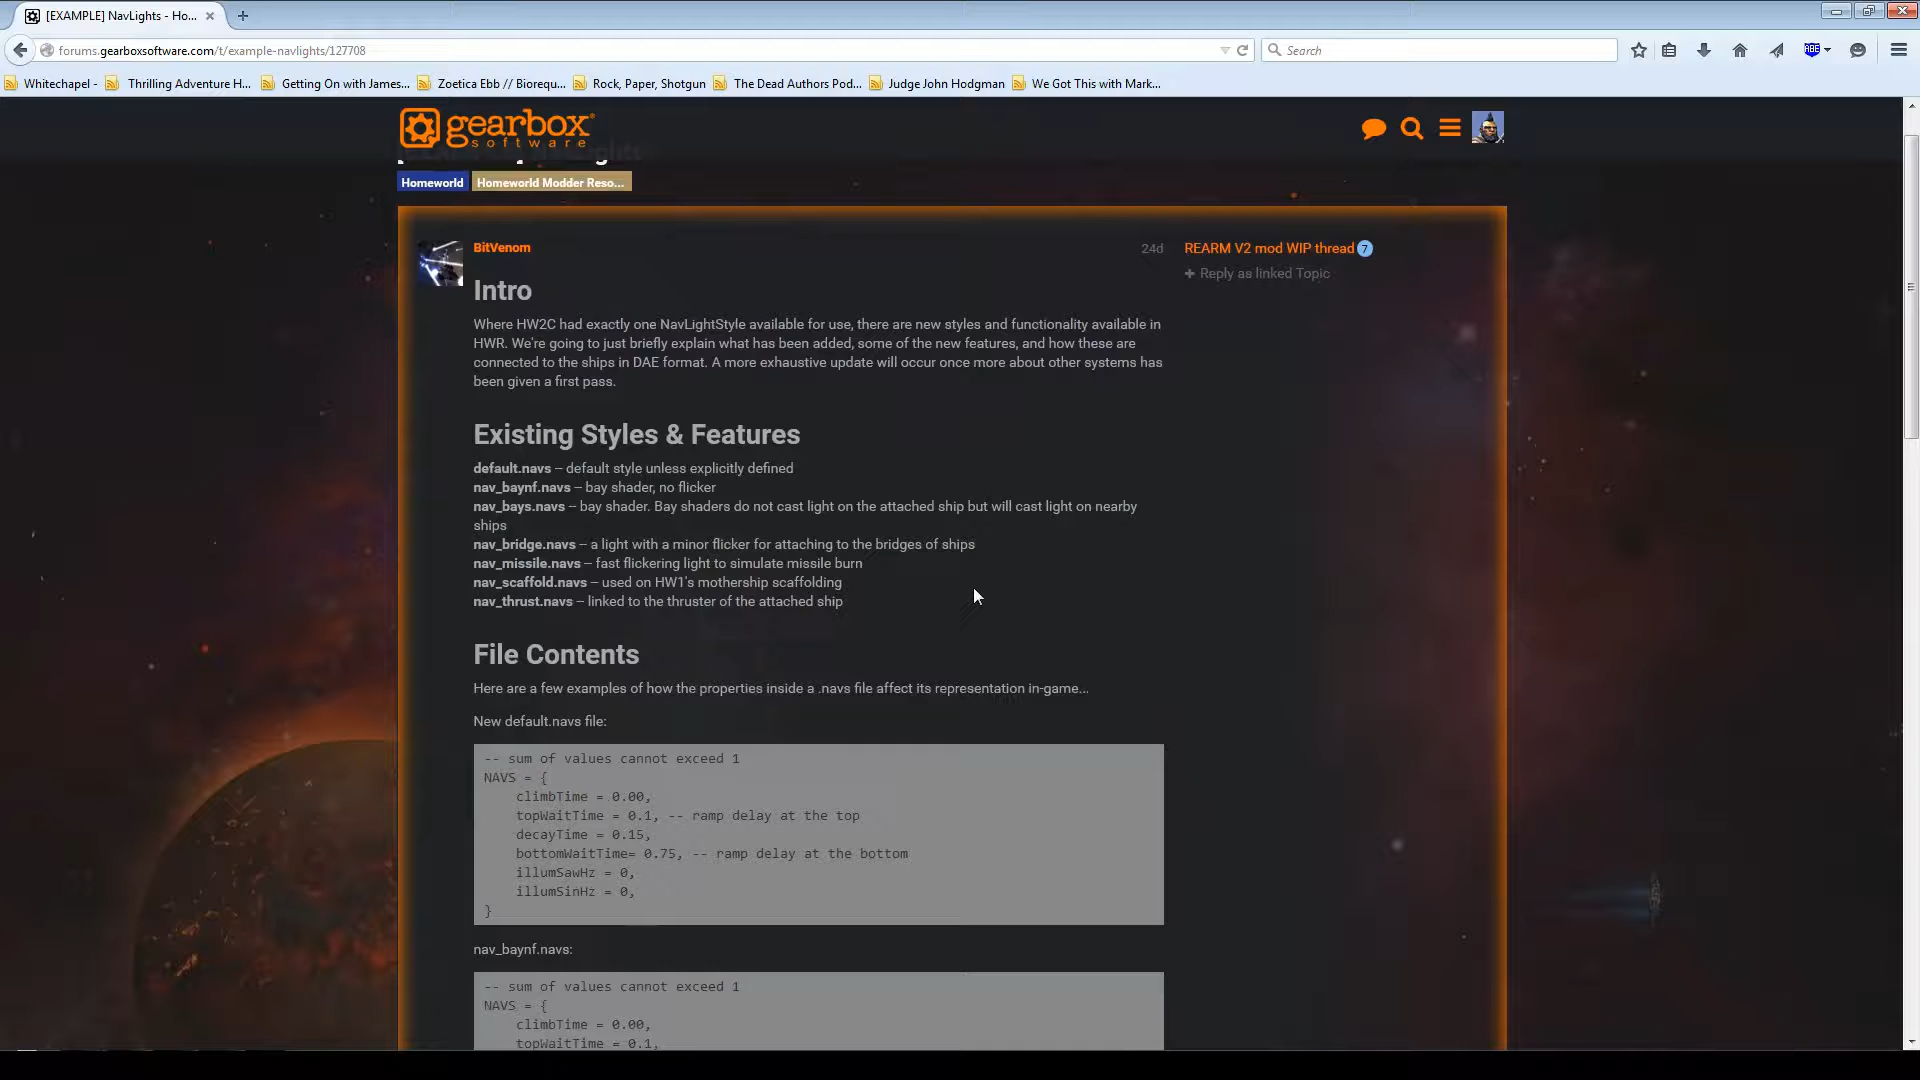 [EXAMPLE] NavLights - Ho...
forums.gearboxsoftware.com/t/example-navlights/127708
Search
ABE
Whitechapel -
Thrilling Adventure H...
Getting On with James...
Zoetica Ebb // Biorequ...
Rock, Paper, Shotgun
The Dead Authors Pod...
Judge John Hodgman
We Got This with Mark...
gearbox
software
Homeworld
Homeworld Modder Reso...
BitVenom
24d
REARM V2 mod WIP thread 7
+ Reply as linked Topic
Intro
Where HW2C had exactly one NavLightStyle available for use, there are new styles and functionality available in
HWR. We're going to just briefly explain what has been added, some of the new features, and how these are
connected to the ships in DAE format. A more exhaustive update will occur once more about other systems has
been given a first pass.
Existing Styles & Features
default.navs – default style unless explicitly defined
nav_baynf.navs – bay shader, no flicker
nav_bays.navs – bay shader. Bay shaders do not cast light on the attached ship but will cast light on nearby
ships
nav_bridge.navs – a light with a minor flicker for attaching to the bridges of ships
nav_missile.navs – fast flickering light to simulate missile burn
nav_scaffold.navs – used on HW1's mothership scaffolding
nav_thrust.navs – linked to the thruster of the attached ship
File Contents
Here are a few examples of how the properties inside a .navs file affect its representation in-game...
New default.navs file:
-- sum of values cannot exceed 1
NAVS = {
climbTime = 0.00,
topWaitTime = 0.1, -- ramp delay at the top
decayTime = 0.15,
bottomWaitTime= 0.75, -- ramp delay at the bottom
illumSawHz = 0,
illumSinHz = 0,
}
nav_baynf.navs:
-- sum of values cannot exceed 1
NAVS = {
climbTime = 0.00,
topWaitTime = 0.1,